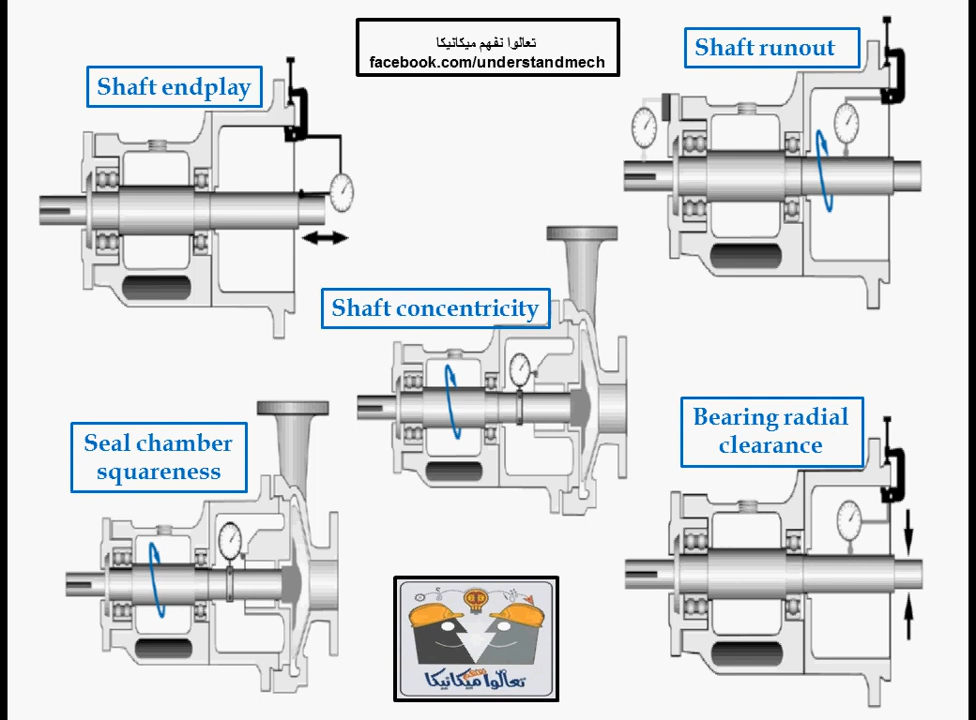 تعالوا نفهم ميكانيكا
facebook.com/understandmech
Shaft runout
Shaft endplay
Shaft concentricity
Bearing radial
clearance
Seal chamber
squareness
تعالوا نفهم ميكانيكا